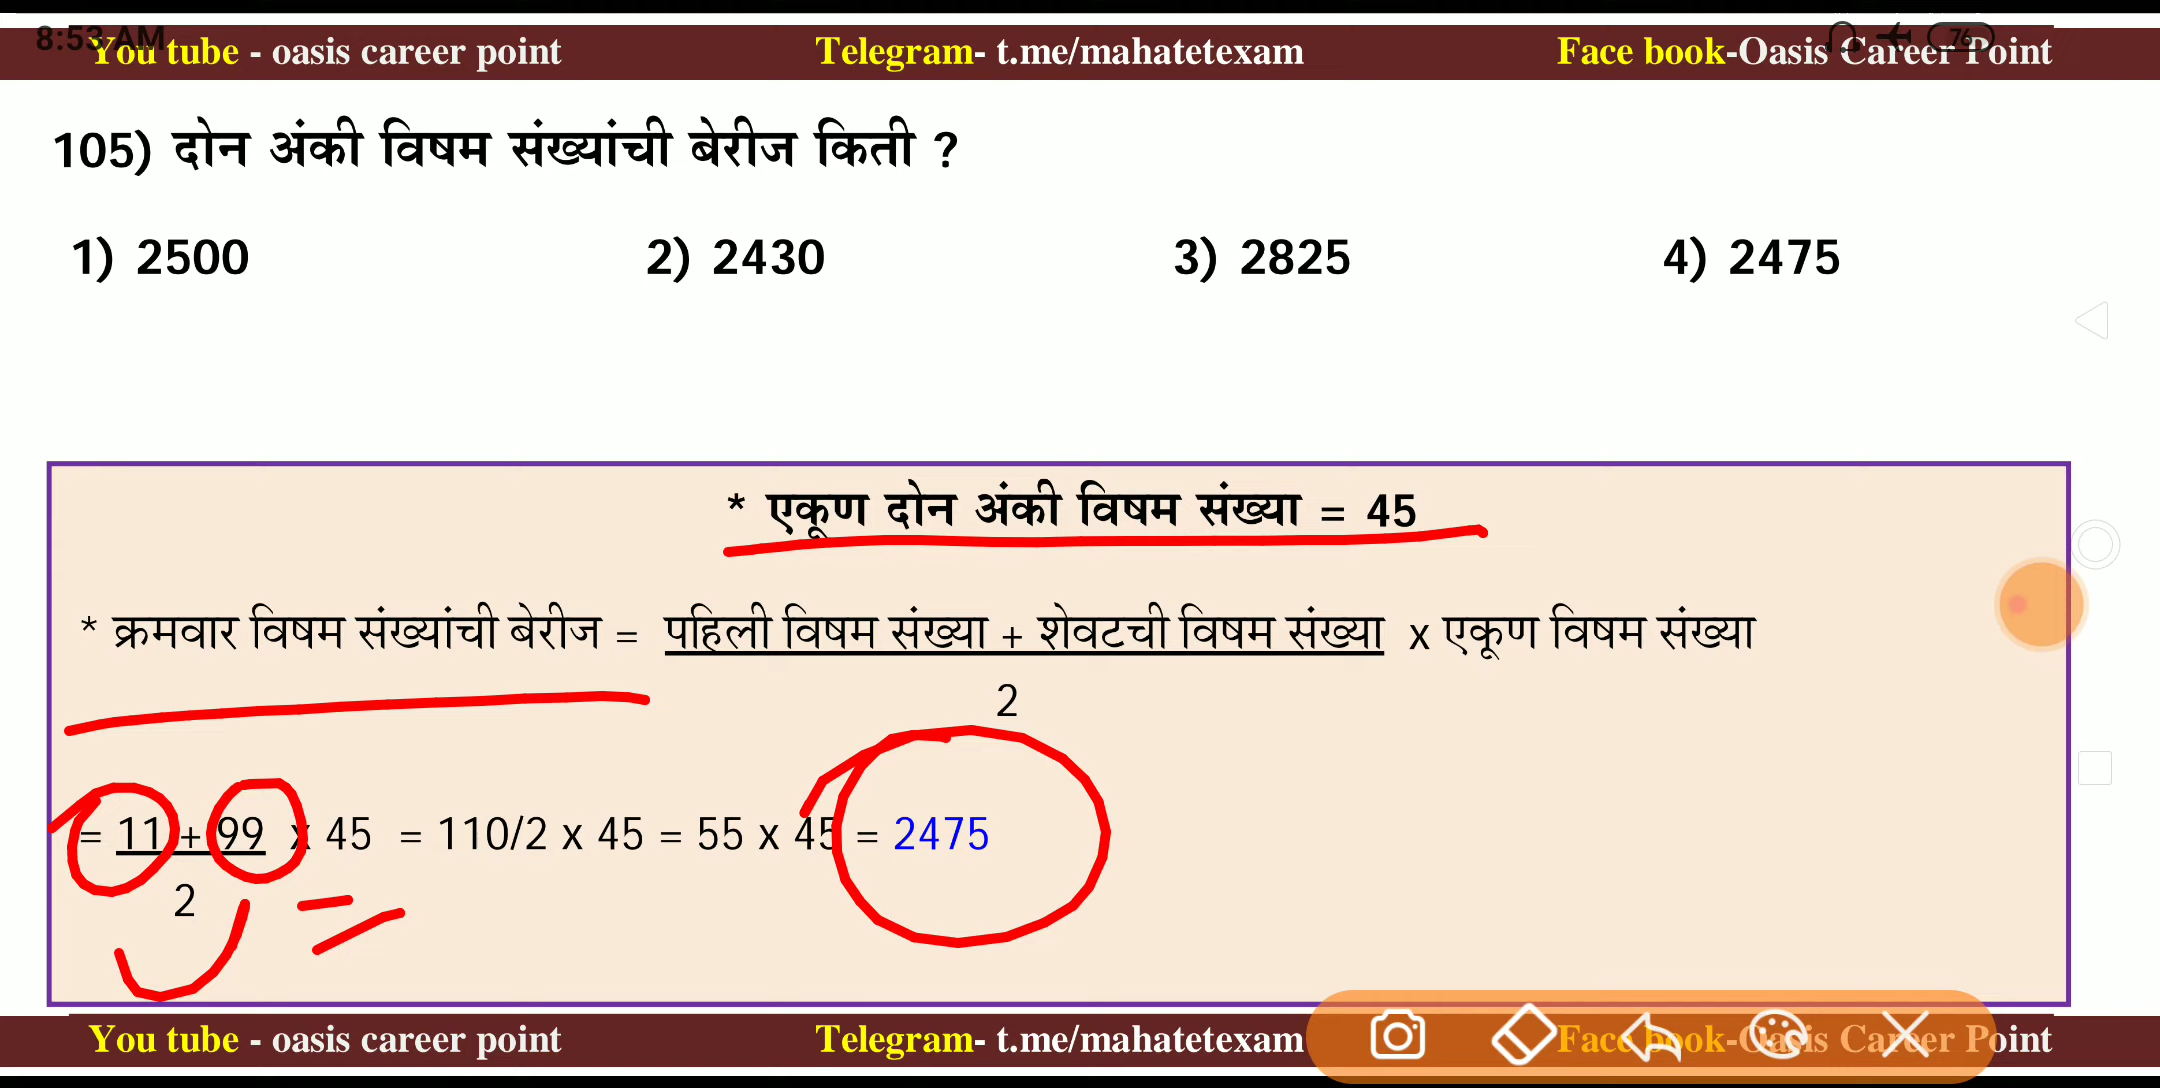 8:53 AM
76
You tube - oasis career point Telegram- t.me/mahatetexam Face book-Oasis Career Point
105) दोन अंकी विषम संख्यांची बेरीज किती ?
1) 2500 2) 2430 3) 2825 4) 2475
* एकूण दोन अंकी विषम संख्या = 45
* क्रमवार विषम संख्यांची बेरीज = पहिली विषम संख्या + शेवटची विषम संख्या x एकूण विषम संख्या
2
= 11 + 99 x 45 = 110/2 x 45 = 55 x 45 = 2475
2
You tube - oasis career point Telegram- t.me/mahatetexam Face book-Oasis Career Point